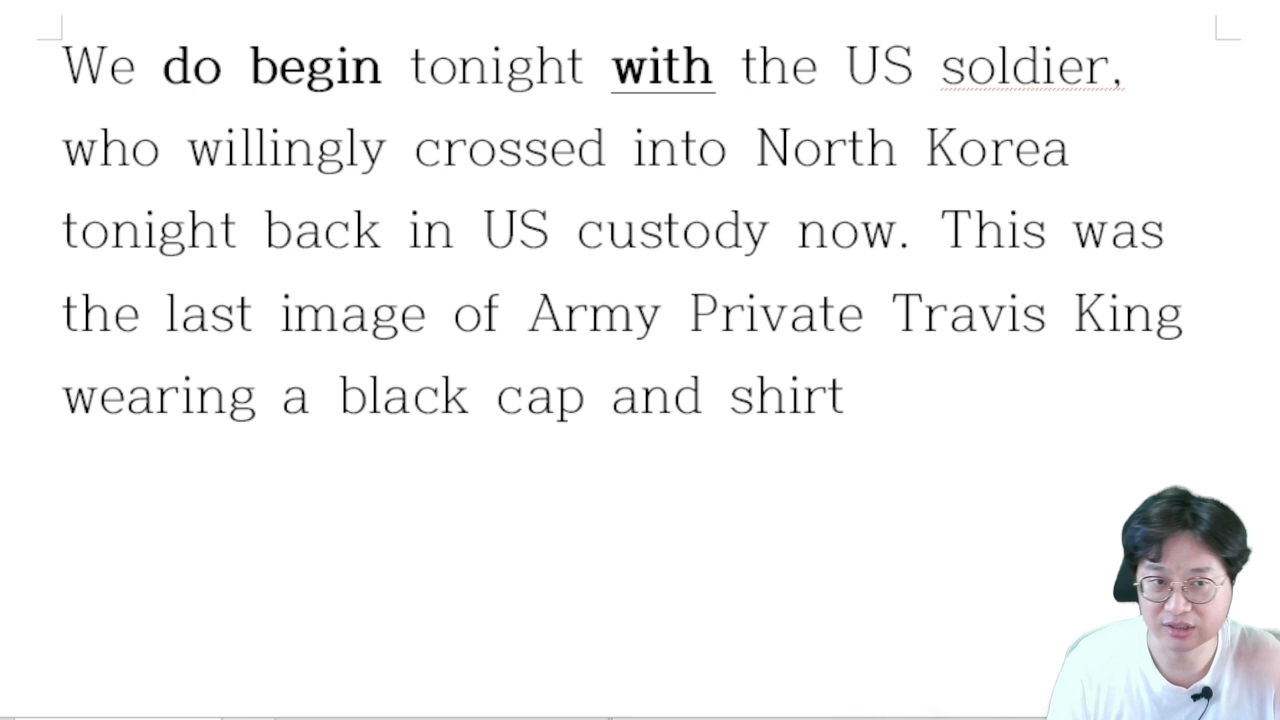 We do begin tonight with the US soldier,
who willingly crossed into North Korea
tonight back in US custody now. This was
the last image of Army Private Travis King
wearing a black cap and shirt